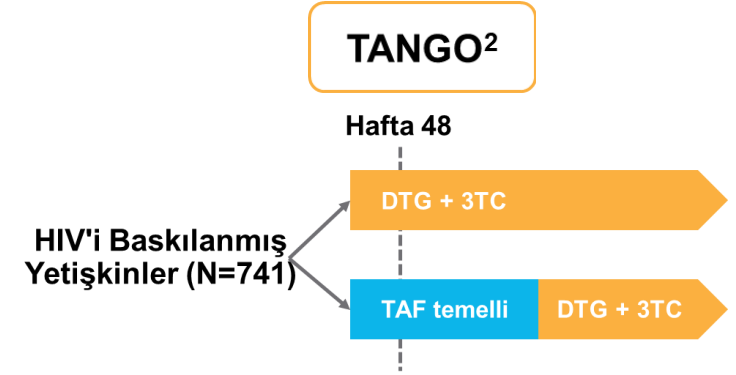 TANGO²
Hafta 48
DTG + 3TC
HIV'i Baskılanmış
Yetişkinler (N=741)
TAF temelli
DTG + 3TC